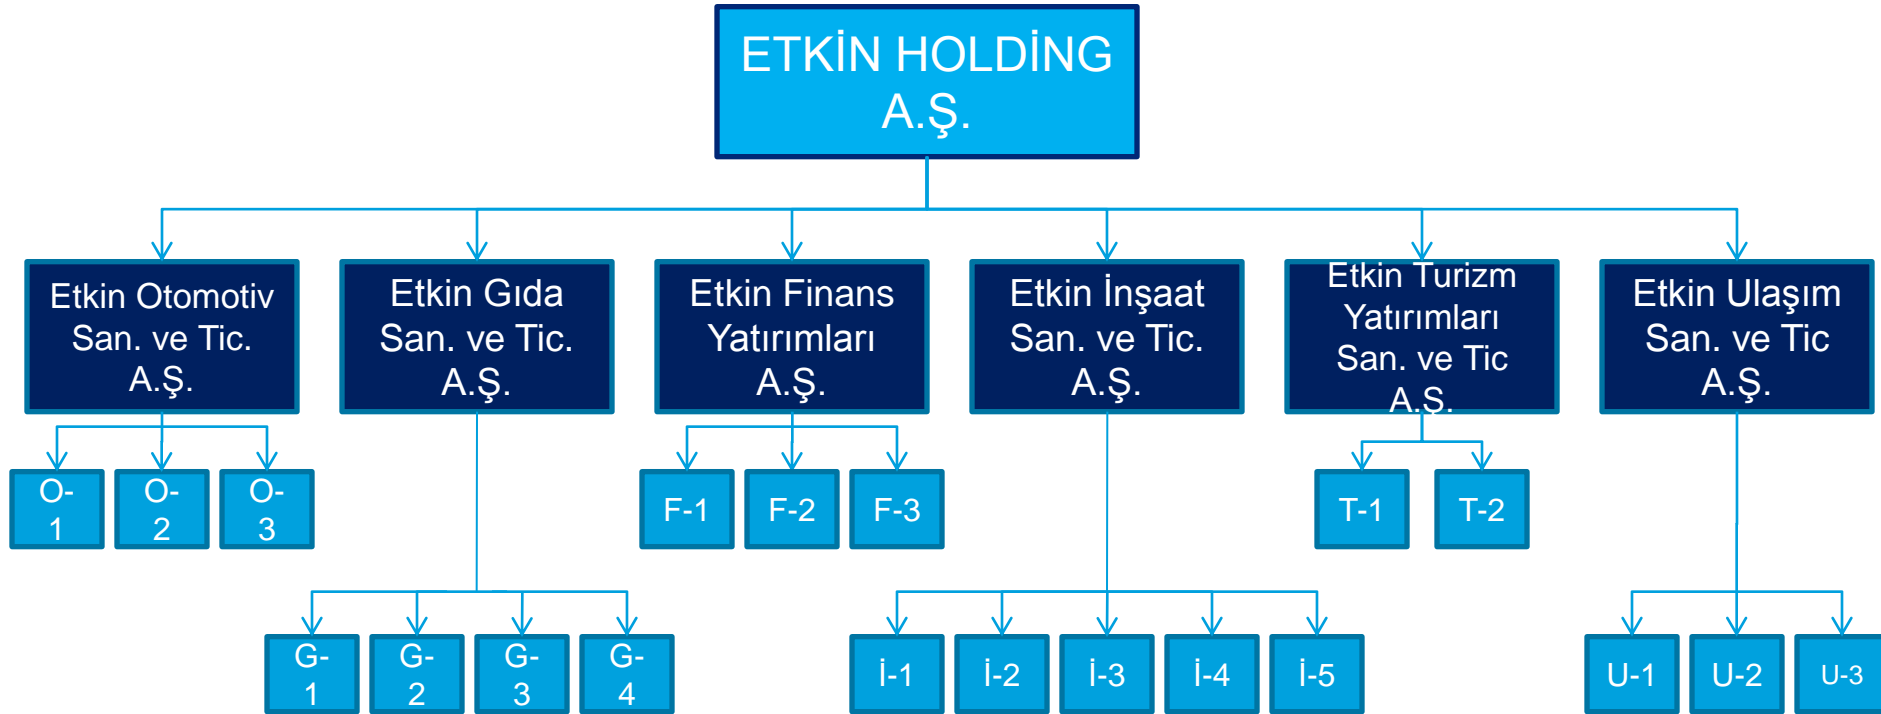 ETKİN HOLDİNG
A.Ş.
Etkin Otomotiv
San. ve Tic.
A.Ş.
Etkin Gıda
San. ve Tic.
A.Ş.
Etkin Finans
Yatırımları
A.Ş.
Etkin İnşaat
San. ve Tic.
A.Ş.
Etkin Turizm
Yatırımları
San. ve Tic
A.Ş.
Etkin Ulaşım
San. ve Tic
A.Ş.
O-
1
O-
2
O-
3
F-1
F-2
F-3
T-1
T-2
G-
1
G-
2
G-
3
G-
4
İ-1
İ-2
İ-3
İ-4
İ-5
U-1
U-2
U-3